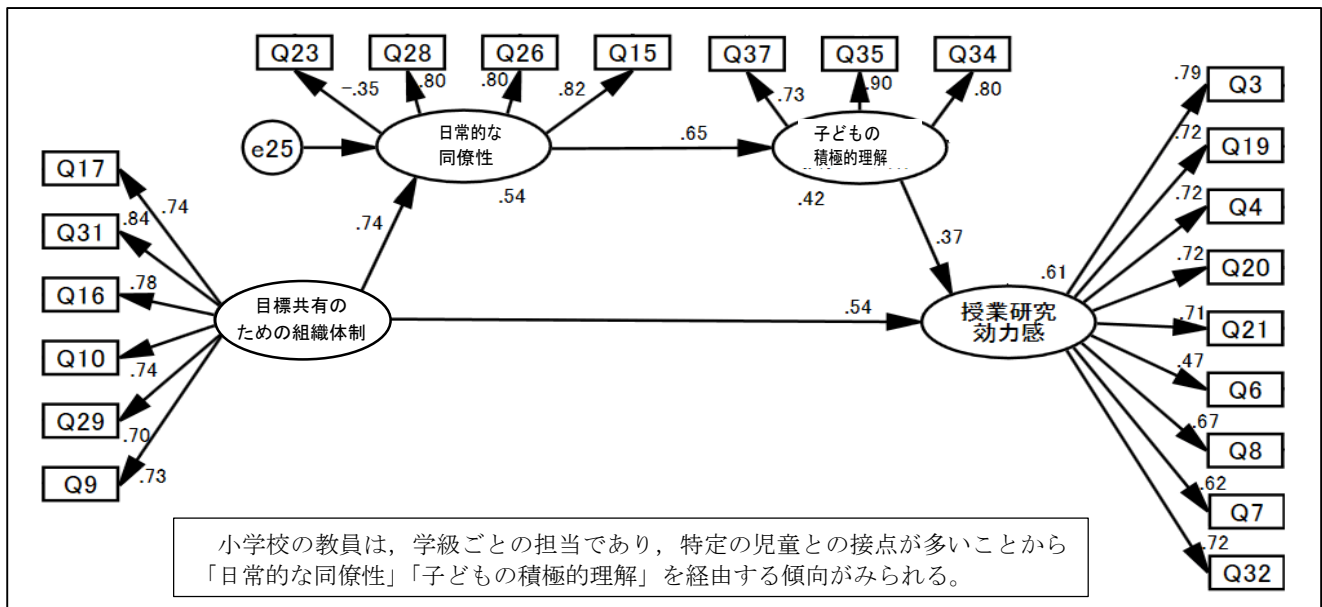 Q23
Q28
Q26
Q15
Q37
Q35
Q34
-.35
.80
.80
.82
.73
.90
.80
e25
日常的な
同僚性
.54
.65
子どもの
積極的理解
.42
Q17
Q31
Q16
Q10
Q29
Q9
.74
.84
.78
.74
.70
.73
目標共有の
ための組織体制
.74
.54
.37
.61
授業研究
効力感
.79
.72
.72
.72
.71
.47
.67
.62
.72
Q3
Q19
Q4
Q20
Q21
Q6
Q8
Q7
Q32
小学校の教員は，学級ごとの担当であり，特定の児童との接点が多いことから
「日常的な同僚性」「子どもの積極的理解」を経由する傾向がみられる。